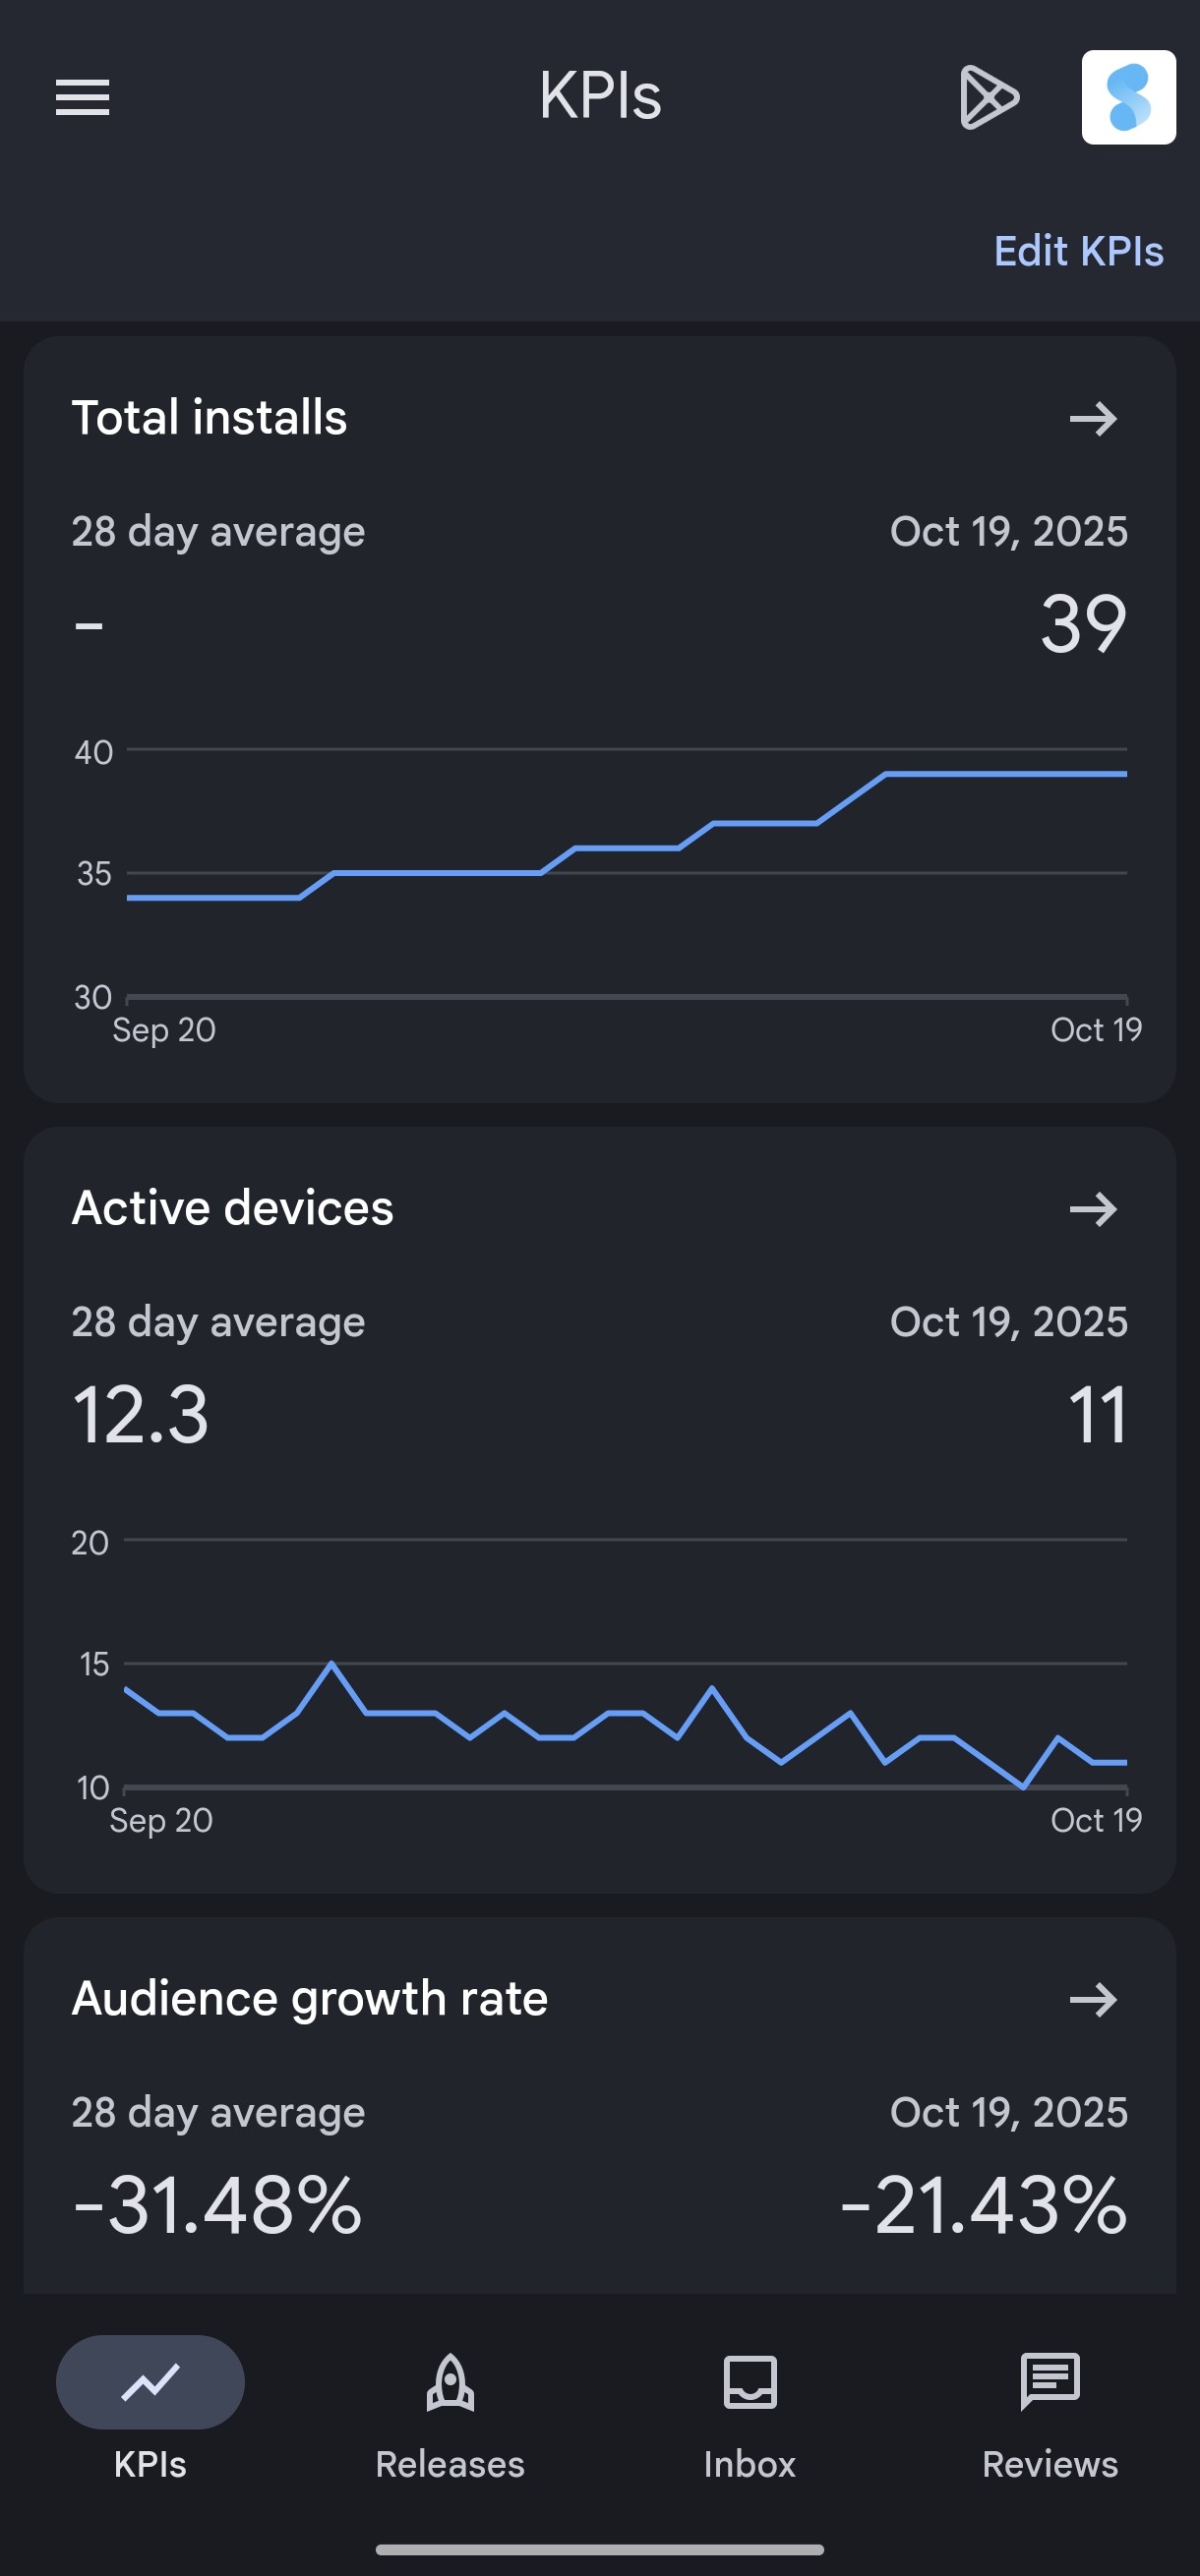 KPIs
Edit KPIs
Total installs
28 day average
Oct 19, 2025
-
39
40
35
30
Sep 20
Oct 19
Active devices
28 day average
Oct 19, 2025
12.3
11
20
15
10
Sep 20
Oct 19
Audience growth rate
28 day average
Oct 19, 2025
-31.48%
-21.43%
KPIs
Releases
Inbox
Reviews